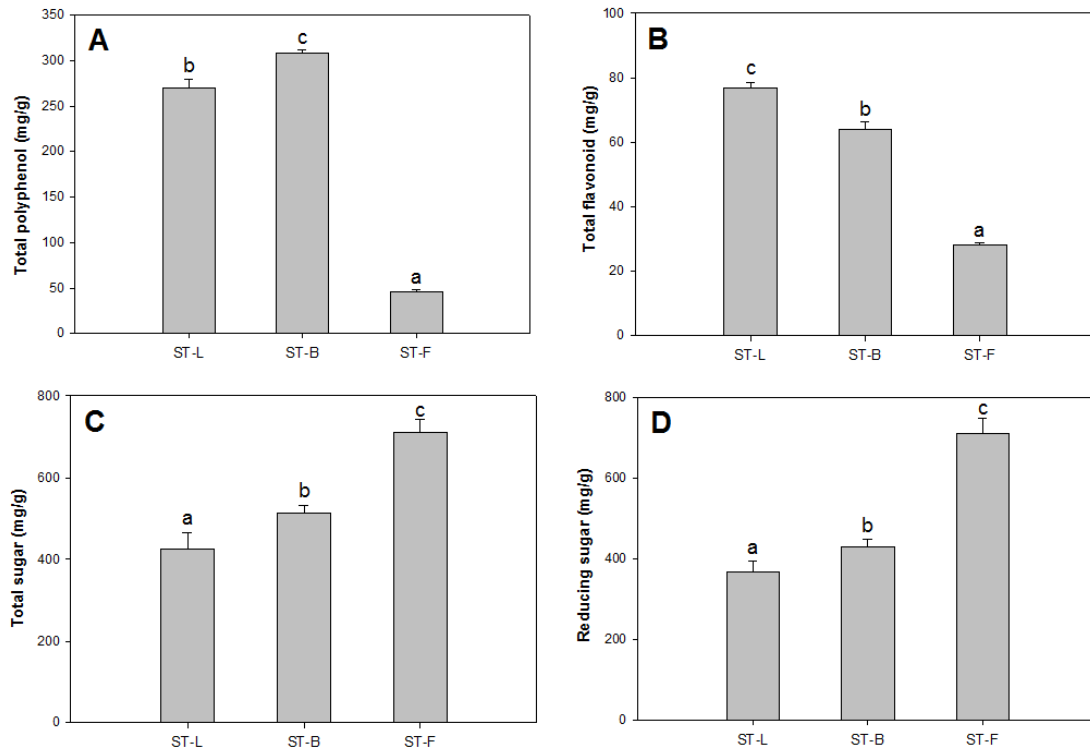 A
Total polyphenol (mg/g)
350
300
250
200
150
100
50
0
b
c
a
ST-L ST-B ST-F
B
Total flavonoid (mg/g)
100
80
60
40
20
0
c
b
a
ST-L ST-B ST-F
C
Total sugar (mg/g)
800
600
400
200
0
a
b
c
ST-L ST-B ST-F
D
Reducing sugar (mg/g)
800
600
400
200
0
a
b
c
ST-L ST-B ST-F